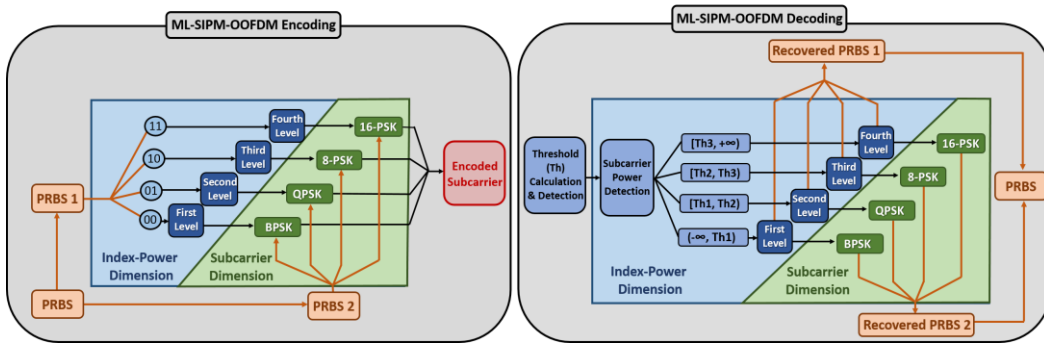 ML-SIPM-OOFDM Encoding
11
Fourth
Level
16-PSK
10
Third
Level
8-PSK
Encoded
Subcarrier
PRBS 1
01
Second
Level
QPSK
00
First
Level
BPSK
Index-Power
Dimension
Subcarrier
Dimension
PRBS
PRBS 2
ML-SIPM-OOFDM Decoding
Recovered PRBS 1
Threshold
(Th)
Calculation
& Detection
Subcarrier
Power
Detection
[Th3, +∞)
Fourth
Level
16-PSK
[Th2, Th3)
Third
Level
8-PSK
PRBS
[Th1, Th2)
Second
Level
QPSK
(-∞, Th1)
First
Level
BPSK
Index-Power
Dimension
Subcarrier
Dimension
Recovered PRBS 2